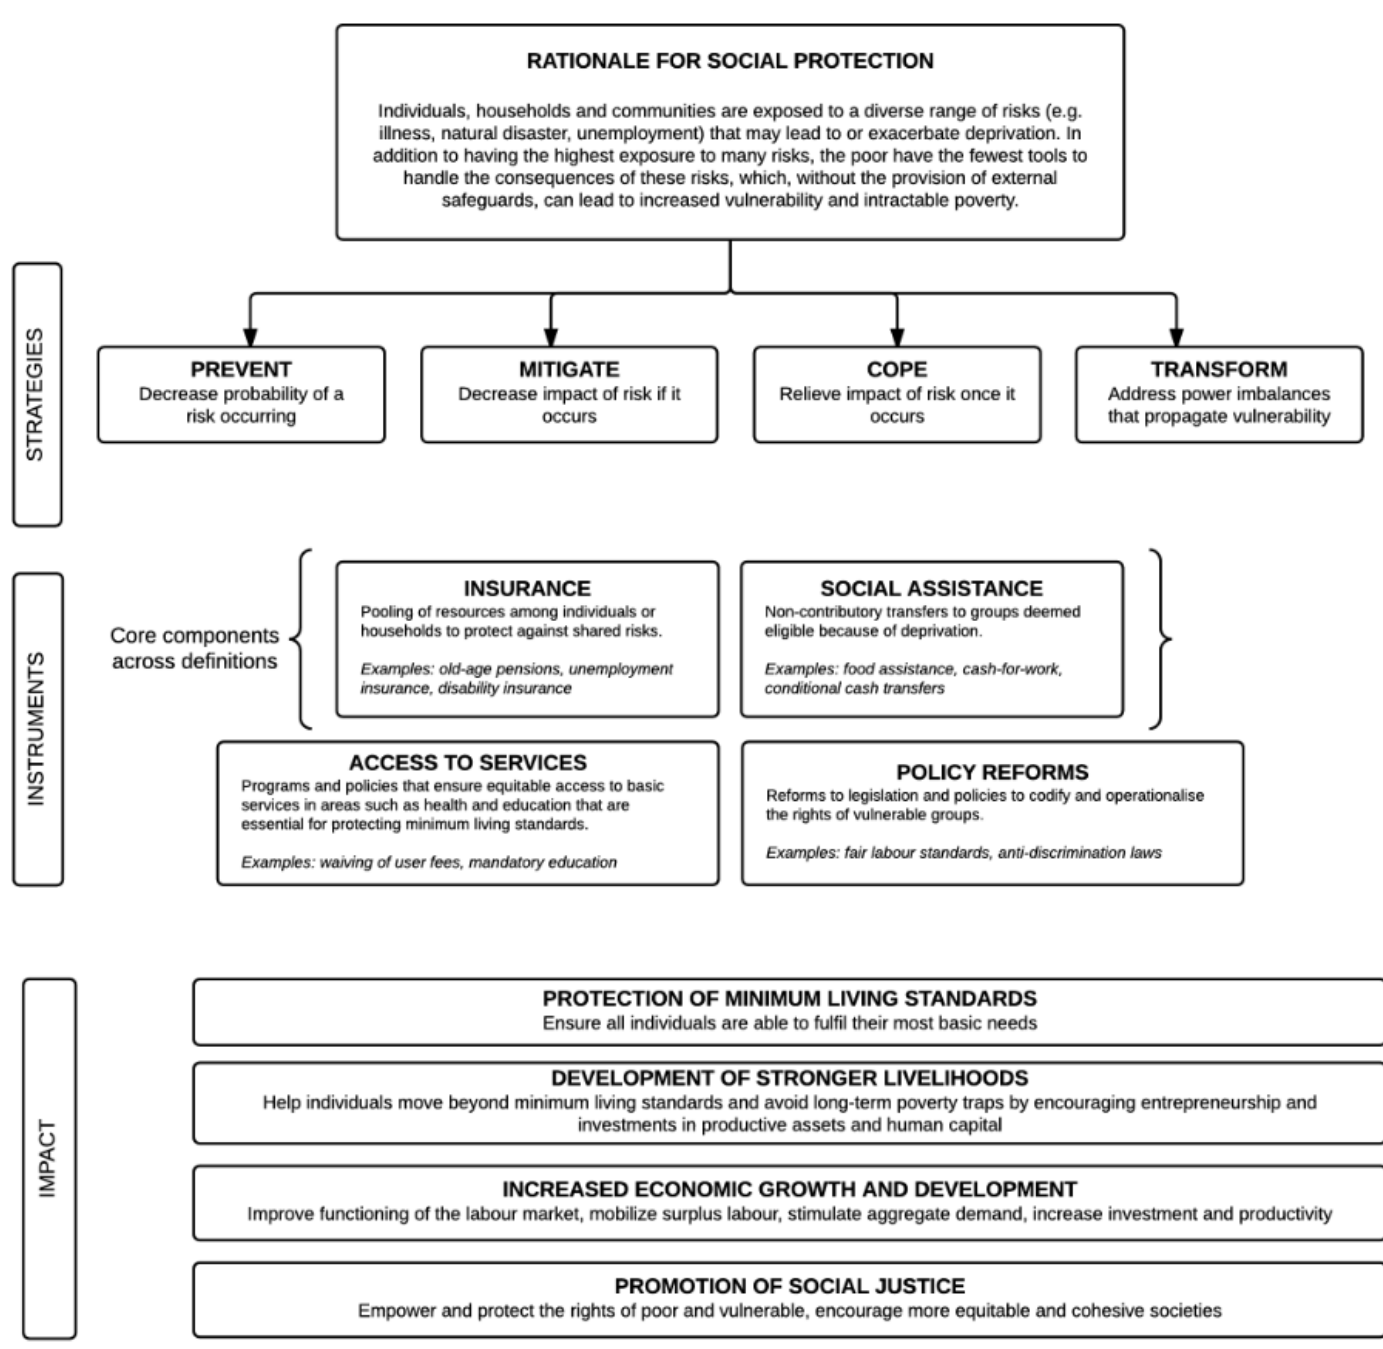 RATIONALE FOR SOCIAL PROTECTION
Individuals, households and communities are exposed to a diverse range of risks (e.g.
illness, natural disaster, unemployment) that may lead to or exacerbate deprivation. In
addition to having the highest exposure to many risks, the poor have the fewest tools to
handle the consequences of these risks, which, without the provision of external
safeguards, can lead to increased vulnerability and intractable poverty.
STRATEGIES
PREVENT
Decrease probability of a
risk occurring
MITIGATE
Decrease impact of risk if it
occurs
COPE
Relieve impact of risk once it
occurs
TRANSFORM
Address power imbalances
that propagate vulnerability
INSTRUMENTS
Core components
across definitions
INSURANCE
Pooling of resources among individuals or
households to protect against shared risks.
Examples: old-age pensions, unemployment
insurance, disability insurance
SOCIAL ASSISTANCE
Non-contributory transfers to groups deemed
eligible because of deprivation.
Examples: food assistance, cash-for-work,
conditional cash transfers
ACCESS TO SERVICES
Programs and policies that ensure equitable access to basic
services in areas such as health and education that are
essential for protecting minimum living standards.
Examples: waiving of user fees, mandatory education
POLICY REFORMS
Reforms to legislation and policies to codify and operationalise
the rights of vulnerable groups.
Examples: fair labour standards, anti-discrimination laws
IMPACT
PROTECTION OF MINIMUM LIVING STANDARDS
Ensure all individuals are able to fulfil their most basic needs
DEVELOPMENT OF STRONGER LIVELIHOODS
Help individuals move beyond minimum living standards and avoid long-term poverty traps by encouraging entrepreneurship and
investments in productive assets and human capital
INCREASED ECONOMIC GROWTH AND DEVELOPMENT
Improve functioning of the labour market, mobilize surplus labour, stimulate aggregate demand, increase investment and productivity
PROMOTION OF SOCIAL JUSTICE
Empower and protect the rights of poor and vulnerable, encourage more equitable and cohesive societies